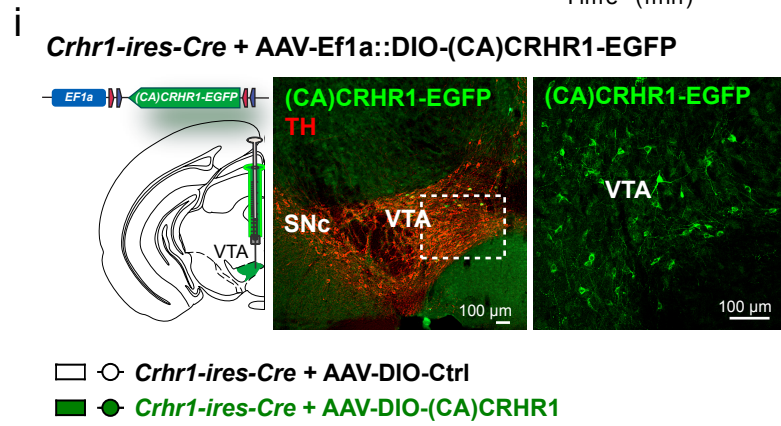 i
Crhr1-ires-Cre + AAV-Ef1a::DIO-(CA)CRHR1-EGFP
EF1a
(CA)CRHR1-EGFP
VTA
(CA)CRHR1-EGFP
TH
SNc
VTA
100 µm
(CA)CRHR1-EGFP
VTA
100 µm
Crhr1-ires-Cre + AAV-DIO-Ctrl
Crhr1-ires-Cre + AAV-DIO-(CA)CRHR1